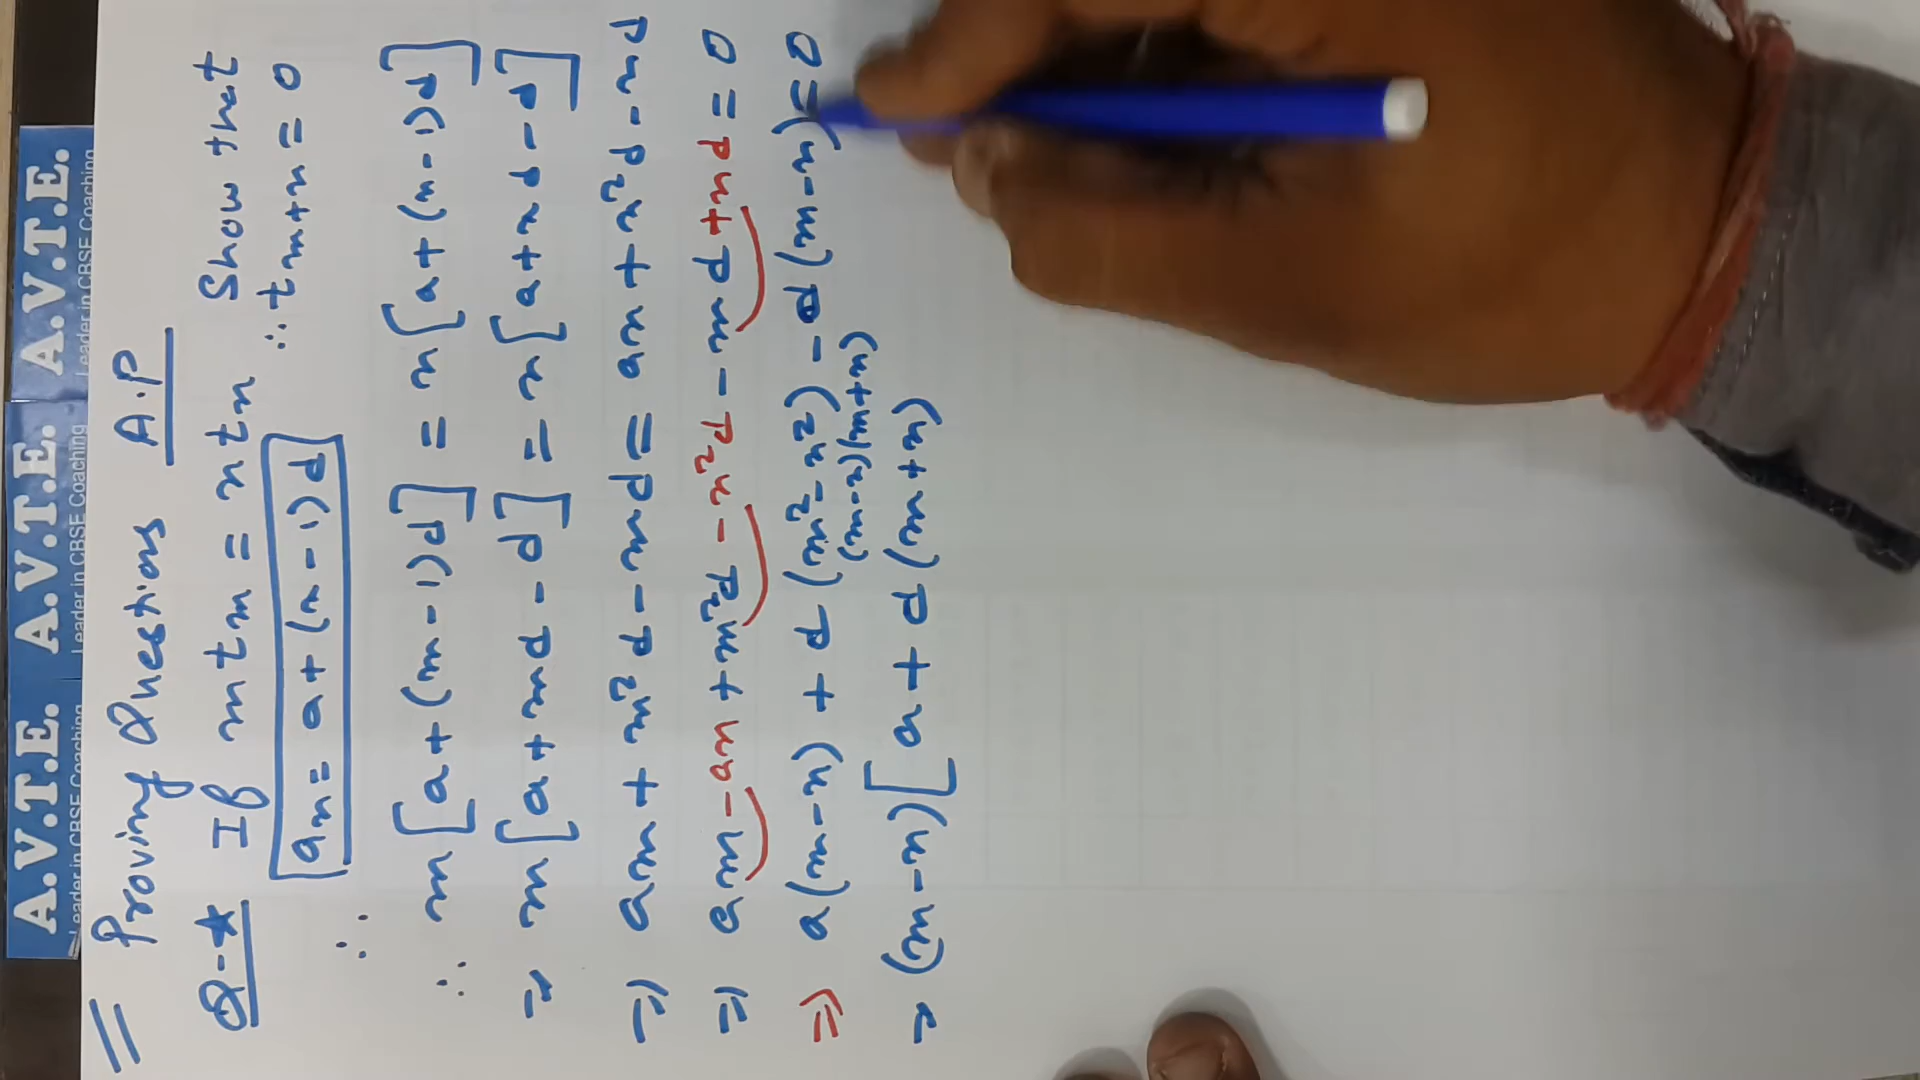 A.V.T.E. A.V.T.E. A.V.T.E.
Leader in CBSE Coaching Leader in CBSE Coaching Leader in CBSE Coaching
= Proving Questions A.P
Q-* If mtm = ntn Show that
an = a+(n-1)d ∴ tm+n = 0
∴
∴ m[a+(m-1)d] = n[a+(n-1)d]
⇒ m[a+md-d] = n[a+nd-d]
⇒ am+m²d-md = an+n²d-nd
⇒ am-an+m²d-n²d-md+nd = 0
⇒ a(m-n)+d(m²-n²)-d(m-n)=0
(m-n)(m+n)
⇒ (m-n)[a+d(m+n)